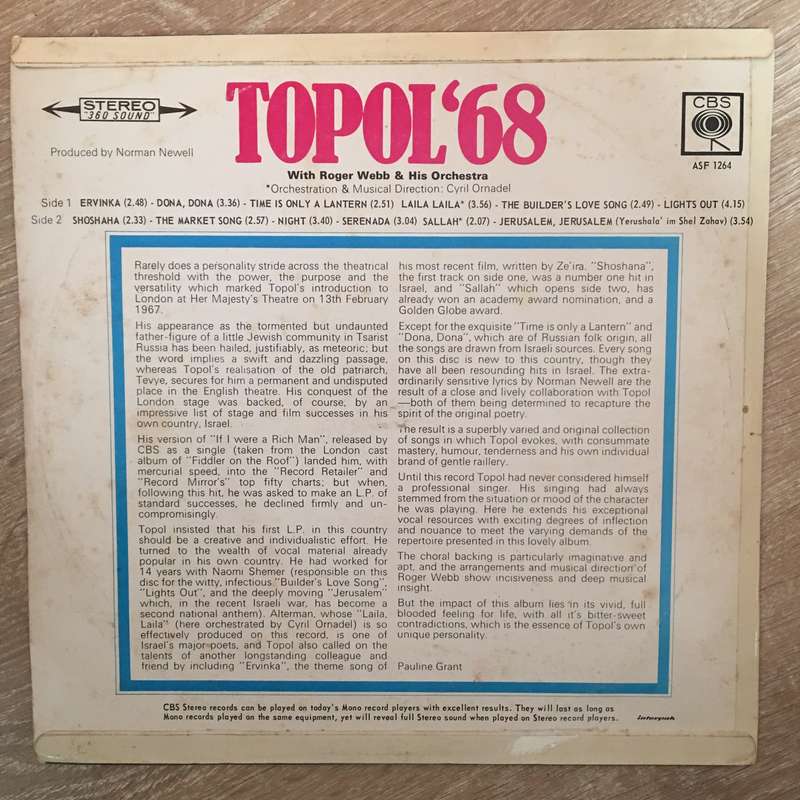 STEREO
"360 SOUND"
Produced by Norman Newell
TOPOL '68
CBS
ASF 1264
With Roger Webb & His Orchestra
*Orchestration & Musical Direction: Cyril Ornadel
Side 1 ERVINKA (2.48) - DONA, DONA (3.36) - TIME IS ONLY A LANTERN (2.51) LAILA LAILA* (3.56) - THE BUILDER'S LOVE SONG (2.49) - LIGHTS OUT (4.15)
Side 2 SHOSHAHA (2.33) - THE MARKET SONG (2.57) - NIGHT (3.40) - SERENADA (3.04) SALLAH* (2.07) - JERUSALEM, JERUSALEM (Yerushala' im Shel Zahav) (3.54)
Rarely does a personality stride across the theatrical
threshold with the power, the purpose and the
versatility which marked Topol's introduction to
London at Her Majesty's Theatre on 13th February
1967.
His appearance as the tormented but undaunted
father-figure of a little Jewish community in Tsarist
Russia has been hailed, justifiably, as meteoric; but
the word implies a swift and dazzling passage,
whereas Topol's realisation of the old patriarch,
Tevye, secures for him a permanent and undisputed
place in the English theatre. His conquest of the
London stage was backed, of course, by an
impressive list of stage and film successes in his
own country, Israel.
His version of "If I were a Rich Man", released by
CBS as a single (taken from the London cast
album of "Fiddler on the Roof") landed him, with
mercurial speed, into the "Record Retailer" and
"Record Mirror's" top fifty charts; but when,
following this hit, he was asked to make an L.P. of
standard successes, he declined firmly and un-
compromisingly.
Topol insisted that his first L.P. in this country
should be a creative and individualistic effort. He
turned to the wealth of vocal material already
popular in his own country. He had worked for
14 years with Naomi Shemer (responsible on this
disc for the witty, infectious "Builder's Love Song",
"Lights Out", and the deeply moving "Jerusalem"
which, in the recent Israeli war, has become a
second national anthem). Alterman, whose "Laila,
Laila" (here orchestrated by Cyril Ornadel) is so
effectively produced on this record, is one of
Israel's major poets, and Topol also called on the
talents of another longstanding colleague and
friend by including "Ervinka", the theme song of
his most recent film, written by Ze'ira. "Shoshana",
the first track on side one, was a number one hit in
Israel, and "Sallah" which opens side two, has
already won an academy award nomination, and a
Golden Globe award.
Except for the exquisite "Time is only a Lantern" and
"Dona, Dona", which are of Russian folk origin, all
the songs are drawn from Israeli sources. Every song
on this disc is new to this country, though they
have all been resounding hits in Israel. The extra-
ordinarily sensitive lyrics by Norman Newell are the
result of a close and lively collaboration with Topol
—both of them being determined to recapture the
spirit of the original poetry.
The result is a superbly varied and original collection
of songs in which Topol evokes, with consummate
mastery, humour, tenderness and his own individual
brand of gentle raillery.
Until this record Topol had never considered himself
a professional singer. His singing had always
stemmed from the situation or mood of the character
he was playing. Here he extends his exceptional
vocal resources with exciting degrees of inflection
and nouance to meet the varying demands of the
repertoire presented in this lovely album.
The choral backing is particularly imaginative and
apt, and the arrangements and musical direction of
Roger Webb show incisiveness and deep musical
insight.
But the impact of this album lies in its vivid, full
blooded feeling for life, with all it's bitter-sweet
contradictions, which is the essence of Topol's own
unique personality.
Pauline Grant
CBS Stereo records can be played on today's Mono record players with excellent results. They will last as long as
Mono records played on the same equipment, yet will reveal full Stereo sound when played on Stereo record players.
interpak